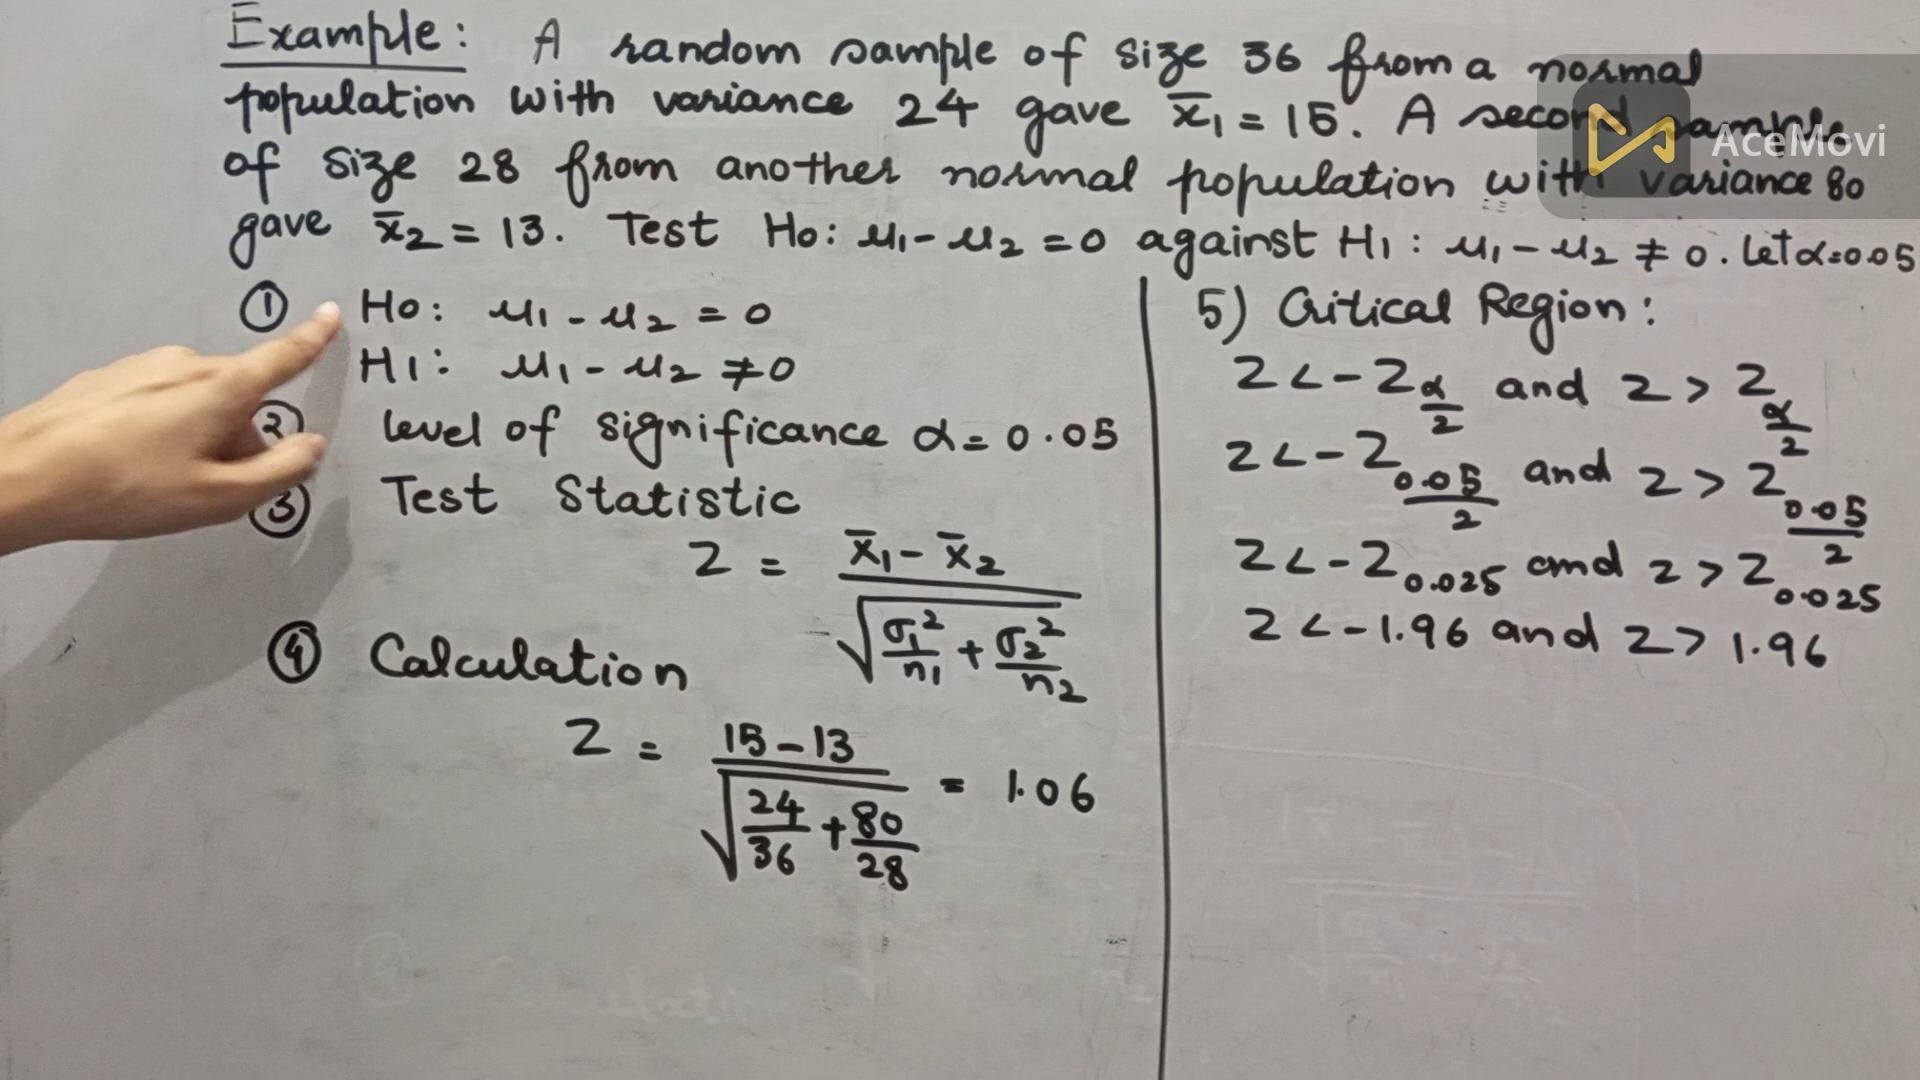 Example: A random sample of size 36 from a normal
population with variance 24 gave x̄₁ = 15. A second sample
of size 28 from another normal population with variance 80
gave x̄₂ = 13. Test H₀: μ₁ - μ₂ = 0 against H₁: μ₁ - μ₂ ≠ 0. Let α=0.05
AceMovi
① H₀: μ₁ - μ₂ = 0
H₁: μ₁ - μ₂ ≠ 0
② level of significance α = 0.05
③ Test Statistic
Z = (x̄₁ - x̄₂) / √(σ₁²/n₁ + σ₂²/n₂)
④ Calculation
Z = (15 - 13) / √(24/36 + 80/28) = 1.06
5) Critical Region:
Z < -Z α/2 and Z > Z α/2
Z < -Z 0.05/2 and Z > Z 0.05/2
Z < -Z 0.025 and Z > Z 0.025
Z < -1.96 and Z > 1.96